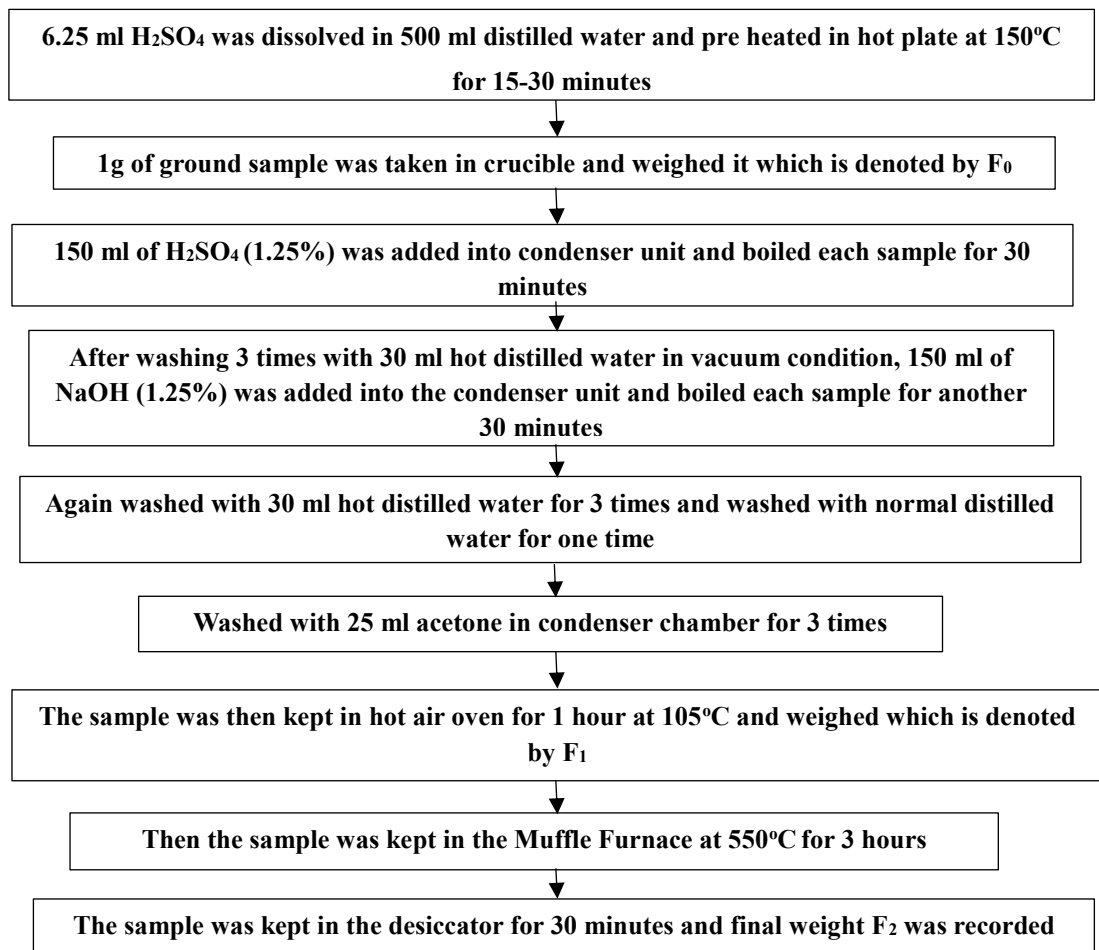 6.25 ml H₂SO₄ was dissolved in 500 ml distilled water and pre heated in hot plate at 150ºC
for 15-30 minutes
1g of ground sample was taken in crucible and weighed it which is denoted by F₀
150 ml of H₂SO₄ (1.25%) was added into condenser unit and boiled each sample for 30
minutes
After washing 3 times with 30 ml hot distilled water in vacuum condition, 150 ml of
NaOH (1.25%) was added into the condenser unit and boiled each sample for another
30 minutes
Again washed with 30 ml hot distilled water for 3 times and washed with normal distilled
water for one time
Washed with 25 ml acetone in condenser chamber for 3 times
The sample was then kept in hot air oven for 1 hour at 105ºC and weighed which is denoted
by F₁
Then the sample was kept in the Muffle Furnace at 550ºC for 3 hours
The sample was kept in the desiccator for 30 minutes and final weight F₂ was recorded